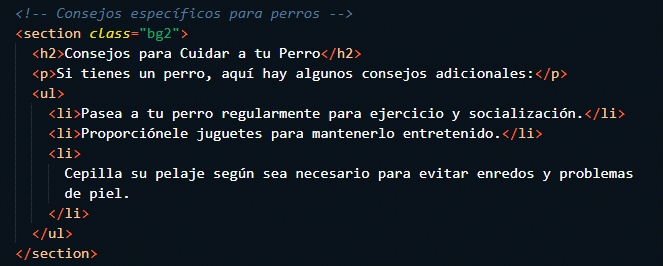 <!-- Consejos específicos para perros -->
<section class="bg2">
<h2>Consejos para Cuidar a tu Perro</h2>
<p>Si tienes un perro, aquí hay algunos consejos adicionales:</p>
<ul>
<li>Pasea a tu perro regularmente para ejercicio y socialización.</li>
<li>Proporciónele juguetes para mantenerlo entretenido.</li>
<li>
Cepilla su pelaje según sea necesario para evitar enredos y problemas
de piel.
</li>
</ul>
</section>